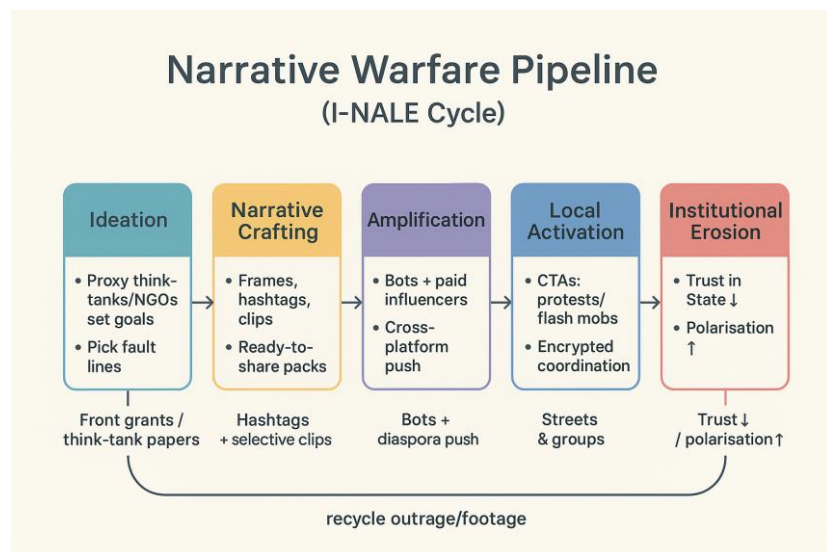 Narrative Warfare Pipeline
(I-NALE Cycle)
Ideation
• Proxy think-
tanks/NGOs
set goals
• Pick fault
lines
Front grants /
think-tank papers
Narrative
Crafting
• Frames,
hashtags,
clips
• Ready-to-
share packs
Hashtags
+ selective clips
Amplification
• Bots + paid
influencers
• Cross-
platform
push
Bots +
diaspora push
Local
Activation
• CTAs:
protests/
flash mobs
• Encrypted
coordination
Streets
& groups
Institutional
Erosion
• Trust in
State ↓
• Polarisation
↑
Trust ↓
/ polarisation ↑
recycle outrage/footage